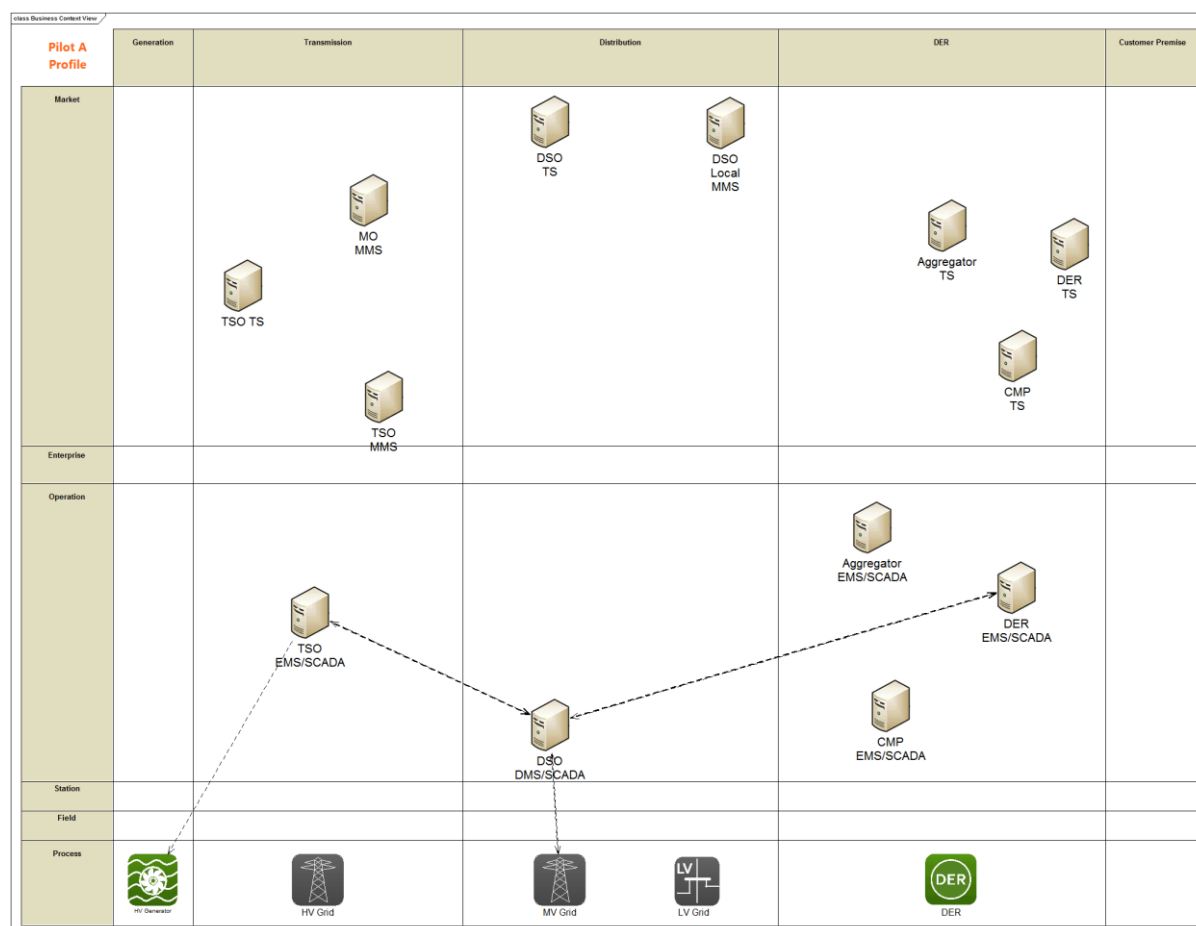 class Business Context View
Pilot A
Profile
Generation
Transmission
Distribution
DER
Customer Premise
Market
DSO
TS
DSO
Local
MMS
MO
MMS
Aggregator
TS
DER
TS
TSO TS
CMP
TS
TSO
MMS
Enterprise
Operation
Aggregator
EMS/SCADA
TSO
EMS/SCADA
DER
EMS/SCADA
DSO
DMS/SCADA
CMP
EMS/SCADA
Station
Field
Process
HV Generator
HV Grid
MV Grid
LV
LV Grid
DER
DER